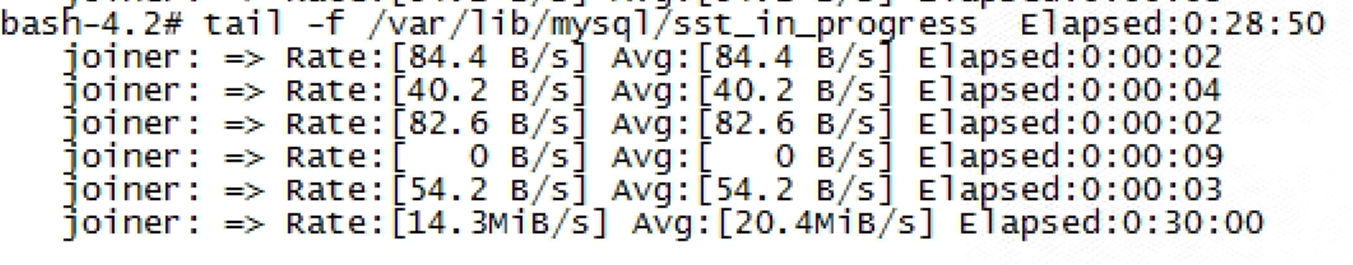 bash-4.2# tail -f /var/lib/mysql/sst_in_progress  Elapsed:0:28:50
joiner: => Rate:[84.4 B/s] Avg:[84.4 B/s] Elapsed:0:00:02
joiner: => Rate:[40.2 B/s] Avg:[40.2 B/s] Elapsed:0:00:04
joiner: => Rate:[82.6 B/s] Avg:[82.6 B/s] Elapsed:0:00:02
joiner: => Rate:[   0 B/s] Avg:[   0 B/s] Elapsed:0:00:09
joiner: => Rate:[54.2 B/s] Avg:[54.2 B/s] Elapsed:0:00:03
joiner: => Rate:[14.3MiB/s] Avg:[20.4MiB/s] Elapsed:0:30:00